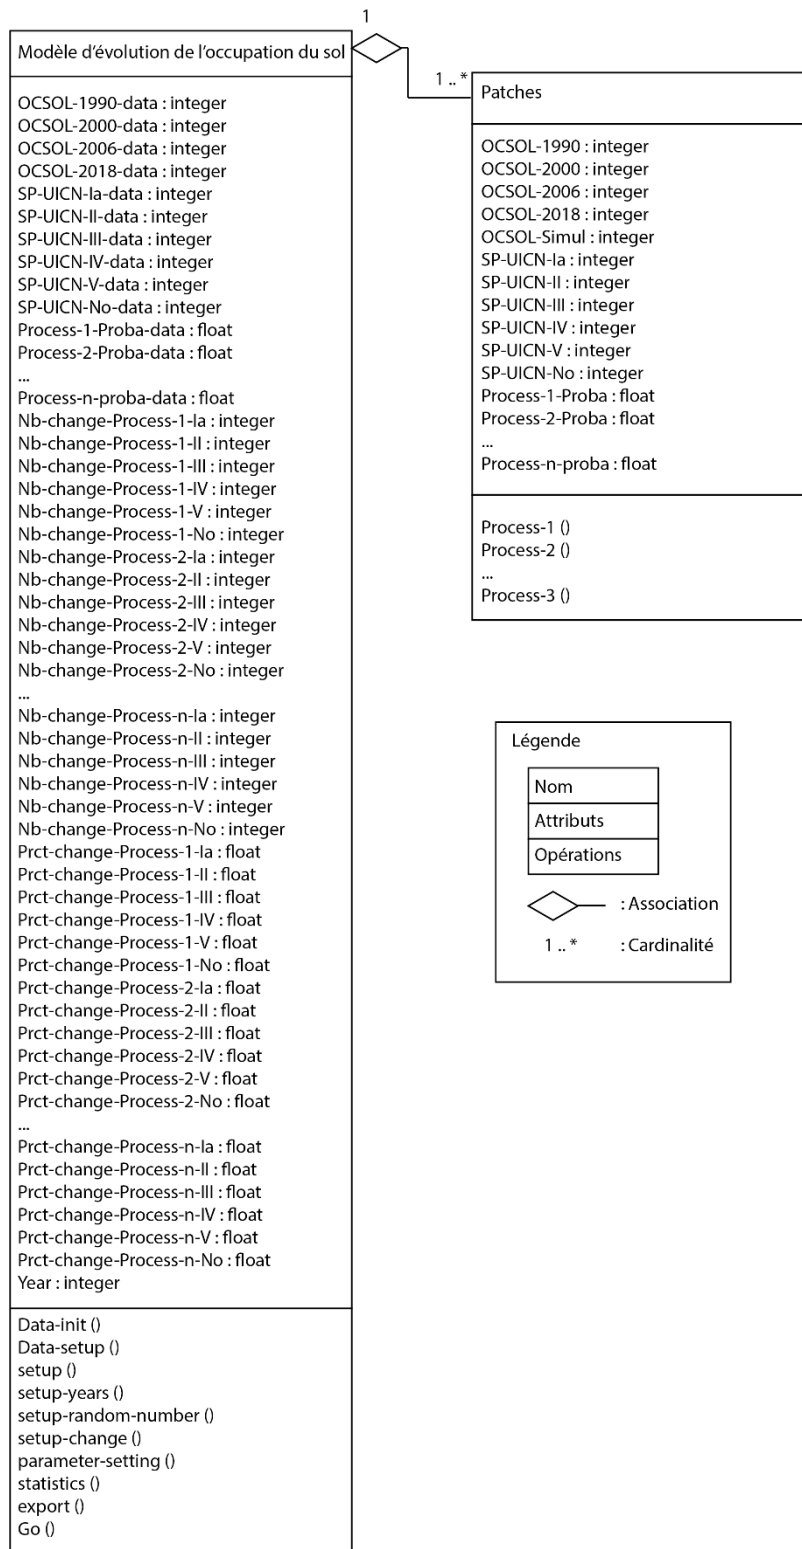 1
Modèle d'évolution de l'occupation du sol
OCSOL-1990-data : integer
OCSOL-2000-data : integer
OCSOL-2006-data : integer
OCSOL-2018-data : integer
SP-UICN-Ia-data : integer
SP-UICN-II-data : integer
SP-UICN-III-data : integer
SP-UICN-IV-data : integer
SP-UICN-V-data : integer
SP-UICN-No-data : integer
Process-1-Proba-data : float
Process-2-Proba-data : float
...
Process-n-proba-data : float
Nb-change-Process-1-Ia : integer
Nb-change-Process-1-II : integer
Nb-change-Process-1-III : integer
Nb-change-Process-1-IV : integer
Nb-change-Process-1-V : integer
Nb-change-Process-1-No : integer
Nb-change-Process-2-Ia : integer
Nb-change-Process-2-II : integer
Nb-change-Process-2-III : integer
Nb-change-Process-2-IV : integer
Nb-change-Process-2-V : integer
Nb-change-Process-2-No : integer
...
Nb-change-Process-n-Ia : integer
Nb-change-Process-n-II : integer
Nb-change-Process-n-III : integer
Nb-change-Process-n-IV : integer
Nb-change-Process-n-V : integer
Nb-change-Process-n-No : integer
Prct-change-Process-1-Ia : float
Prct-change-Process-1-II : float
Prct-change-Process-1-III : float
Prct-change-Process-1-IV : float
Prct-change-Process-1-V : float
Prct-change-Process-1-No : float
Prct-change-Process-2-Ia : float
Prct-change-Process-2-II : float
Prct-change-Process-2-III : float
Prct-change-Process-2-IV : float
Prct-change-Process-2-V : float
Prct-change-Process-2-No : float
...
Prct-change-Process-n-Ia : float
Prct-change-Process-n-II : float
Prct-change-Process-n-III : float
Prct-change-Process-n-IV : float
Prct-change-Process-n-V : float
Prct-change-Process-n-No : float
Year : integer
Data-init ()
Data-setup ()
setup ()
setup-years ()
setup-random-number ()
setup-change ()
parameter-setting ()
statistics ()
export ()
Go ()
1 .. *
Patches
OCSOL-1990 : integer
OCSOL-2000 : integer
OCSOL-2006 : integer
OCSOL-2018 : integer
OCSOL-Simul : integer
SP-UICN-Ia : integer
SP-UICN-II : integer
SP-UICN-III : integer
SP-UICN-IV : integer
SP-UICN-V : integer
SP-UICN-No : integer
Process-1-Proba : float
Process-2-Proba : float
...
Process-n-proba : float
Process-1 ()
Process-2 ()
...
Process-3 ()
Légende
Nom
Attributs
Opérations
: Association
1 .. * : Cardinalité